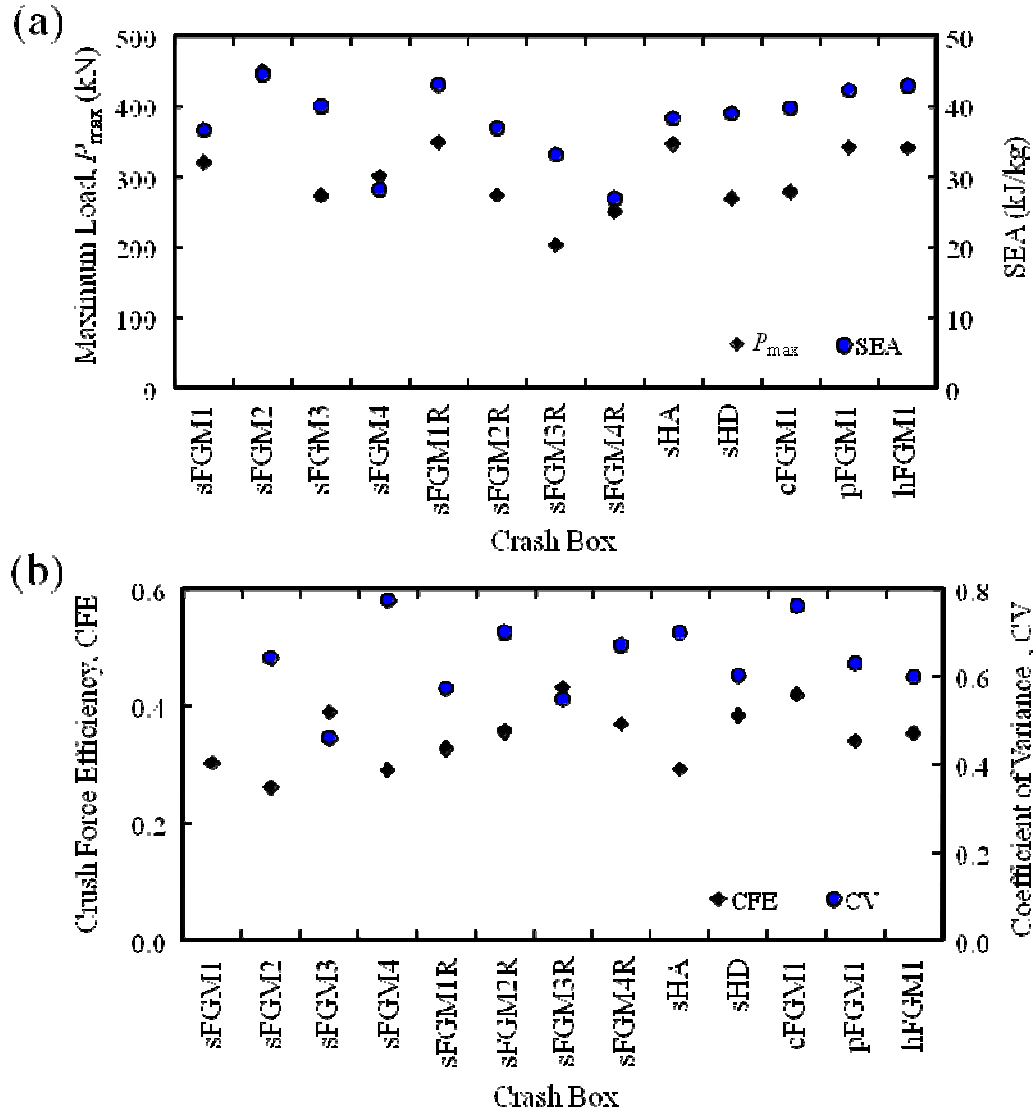 (a)
Maximum Load, Pmax (kN)
500
400
300
200
100
0
50
40
30
20
10
0
SEA (kJ/kg)
Pmax
SEA
sFGM1
sFGM2
sFGM3
sFGM4
sFGM1R
sFGM2R
sFGM3R
sFGM4R
sHA
sHD
cFGM1
pFGM1
hFGM1
Crash Box
(b)
Crush Force Efficiency, CFE
0.6
0.4
0.2
0.0
0.8
0.6
0.4
0.2
0.0
Coefficient of Variance , CV
CFE
CV
sFGM1
sFGM2
sFGM3
sFGM4
sFGM1R
sFGM2R
sFGM3R
sFGM4R
sHA
sHD
cFGM1
pFGM1
hFGM1
Crash Box